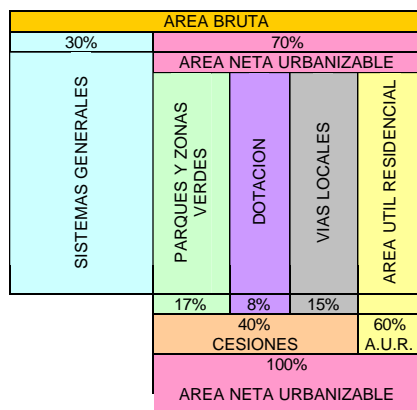 AREA BRUTA
30% 70%
AREA NETA URBANIZABLE
SISTEMAS GENERALES
PARQUES Y ZONAS
VERDES
DOTACION
VIAS LOCALES
AREA UTIL RESIDENCIAL
17% 8% 15%
40% 60%
CESIONES A.U.R.
100%
AREA NETA URBANIZABLE